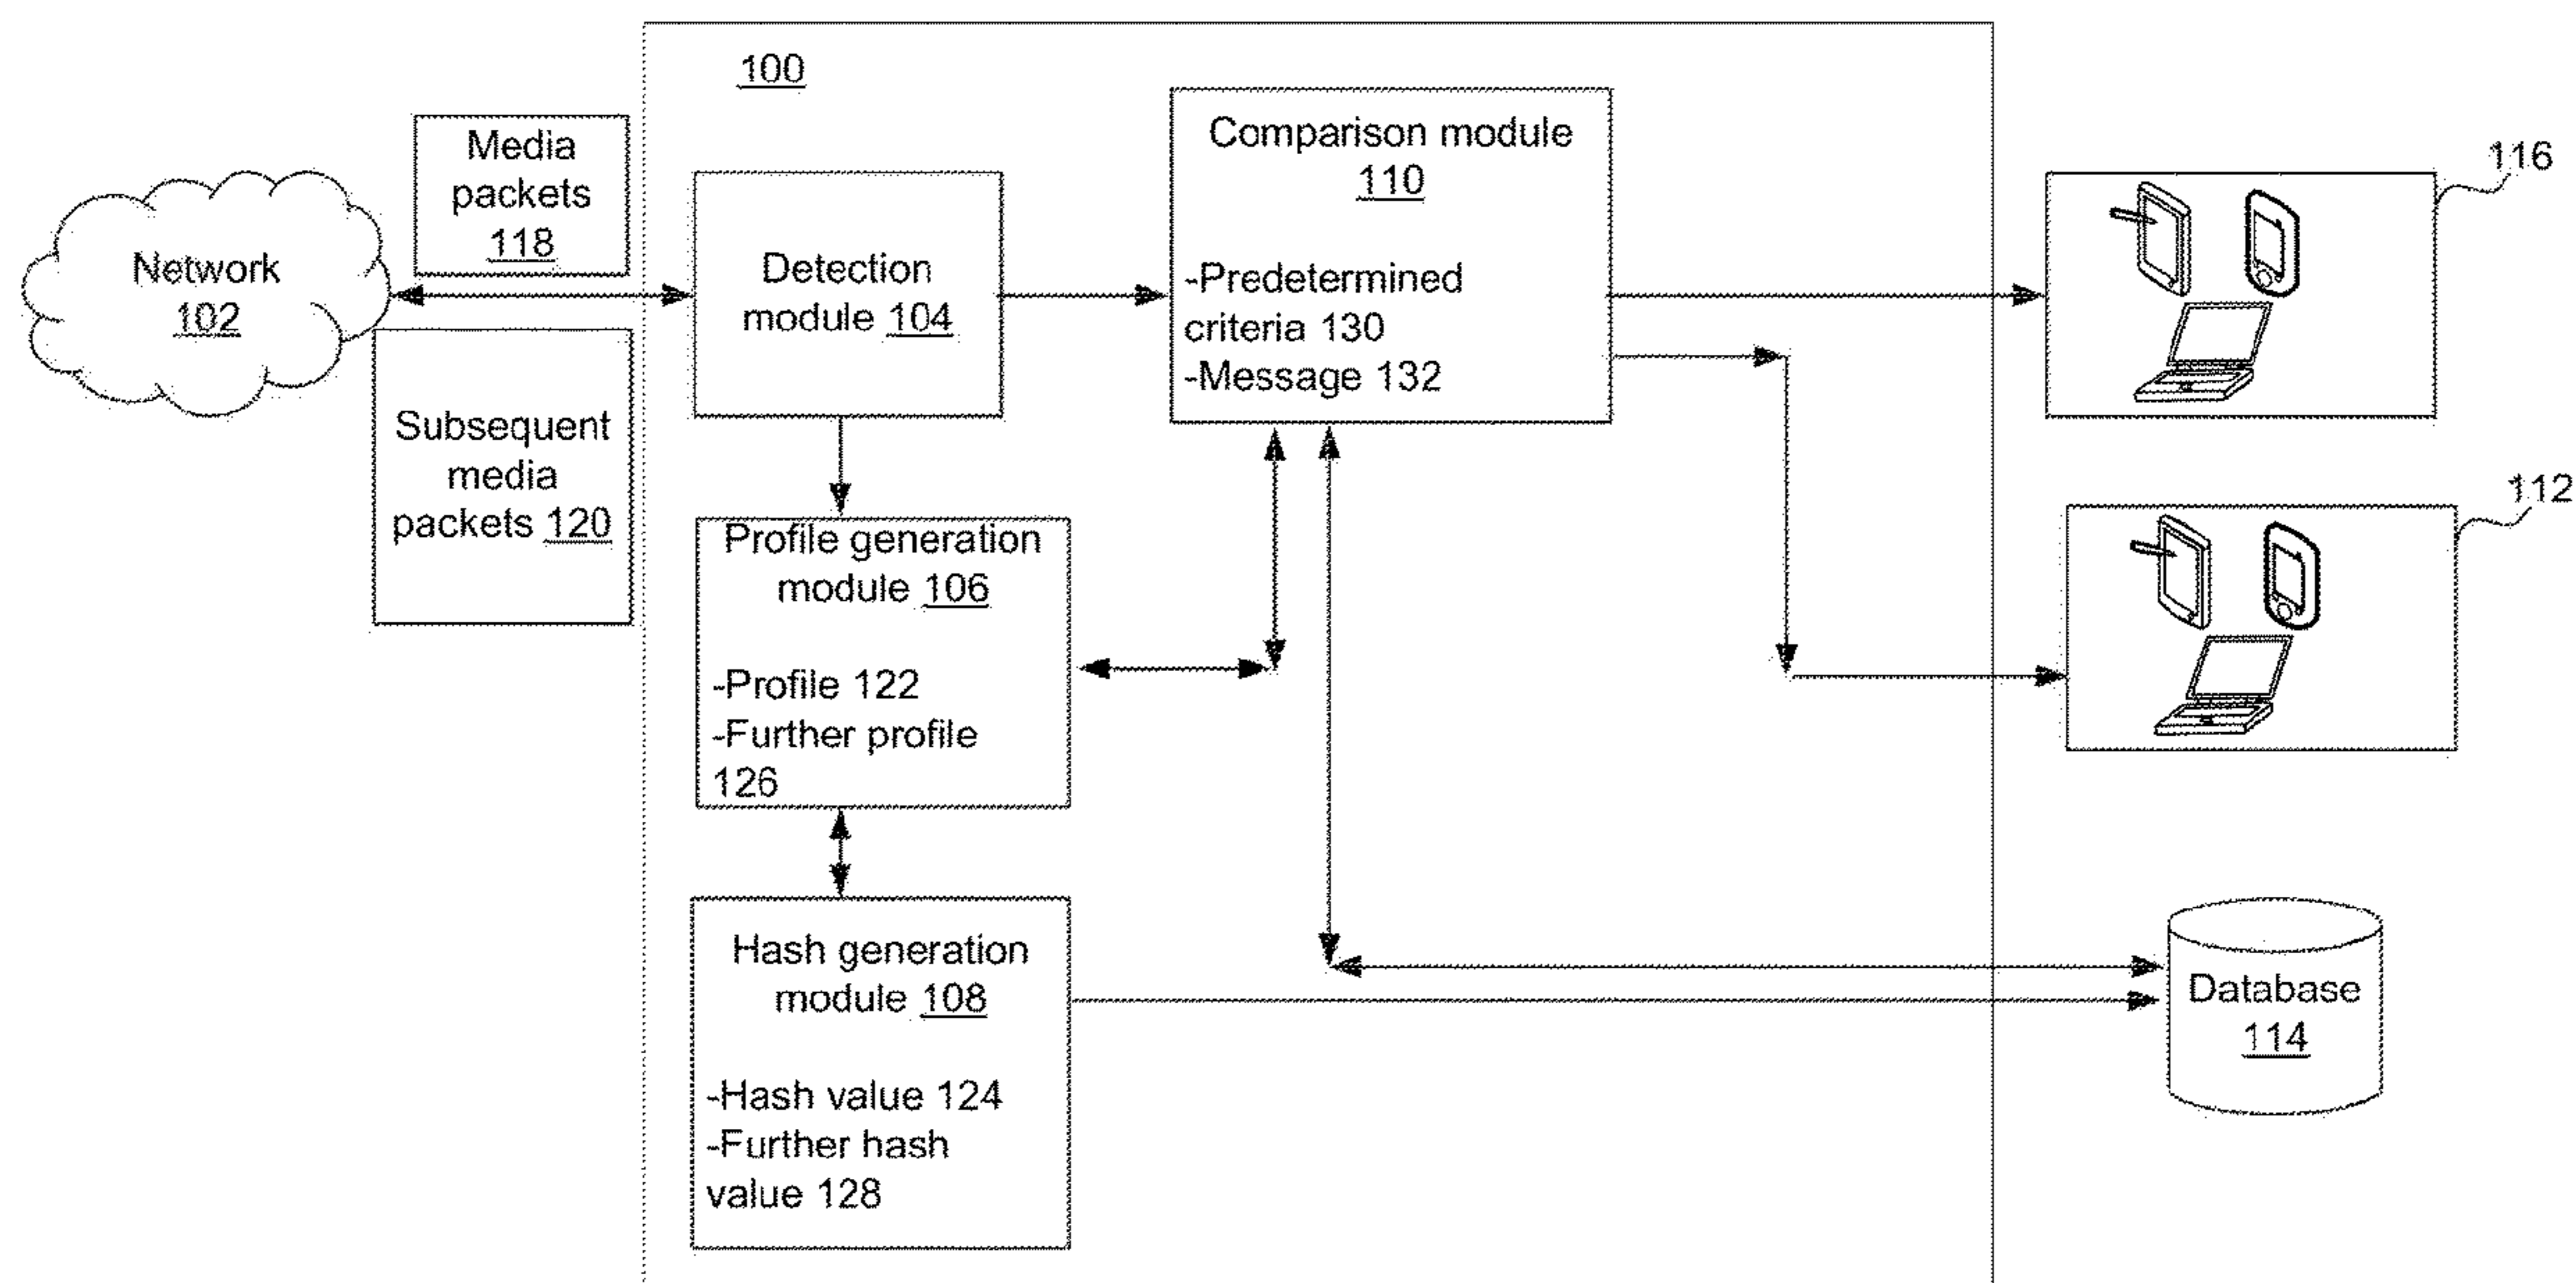 100
Media
packets
118
Network
102
Subsequent
media
packets 120
Detection
module 104
Comparison module
110
-Predetermined
criteria 130
-Message 132
116
112
Profile generation
module 106
-Profile 122
-Further profile
126
Hash generation
module 108
-Hash value 124
-Further hash
value 128
Database
114